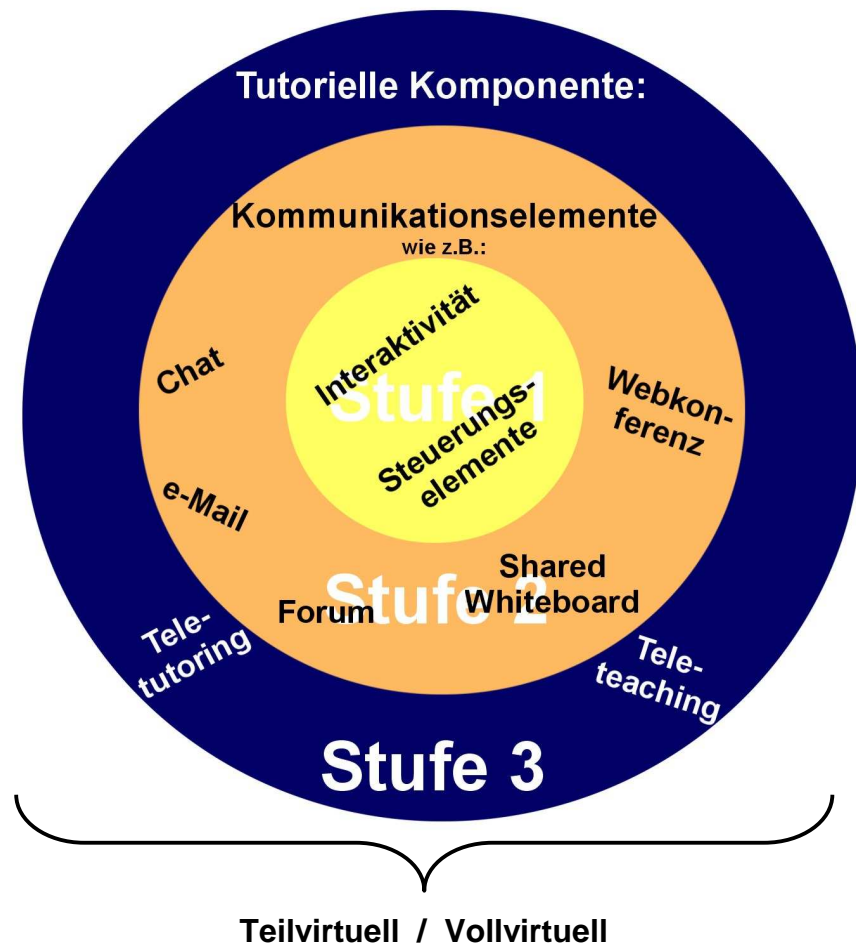 Tutorielle Komponente:
Kommunikationselemente
wie z.B.:
Interaktivität
Stufe 1
Steuerungs-
elemente
Chat
Webkon-
ferenz
e-Mail
Shared
Whiteboard
Forum
Stufe 2
Tele-
tutoring
Tele-
teaching
Stufe 3
Teilvirtuell / Vollvirtuell